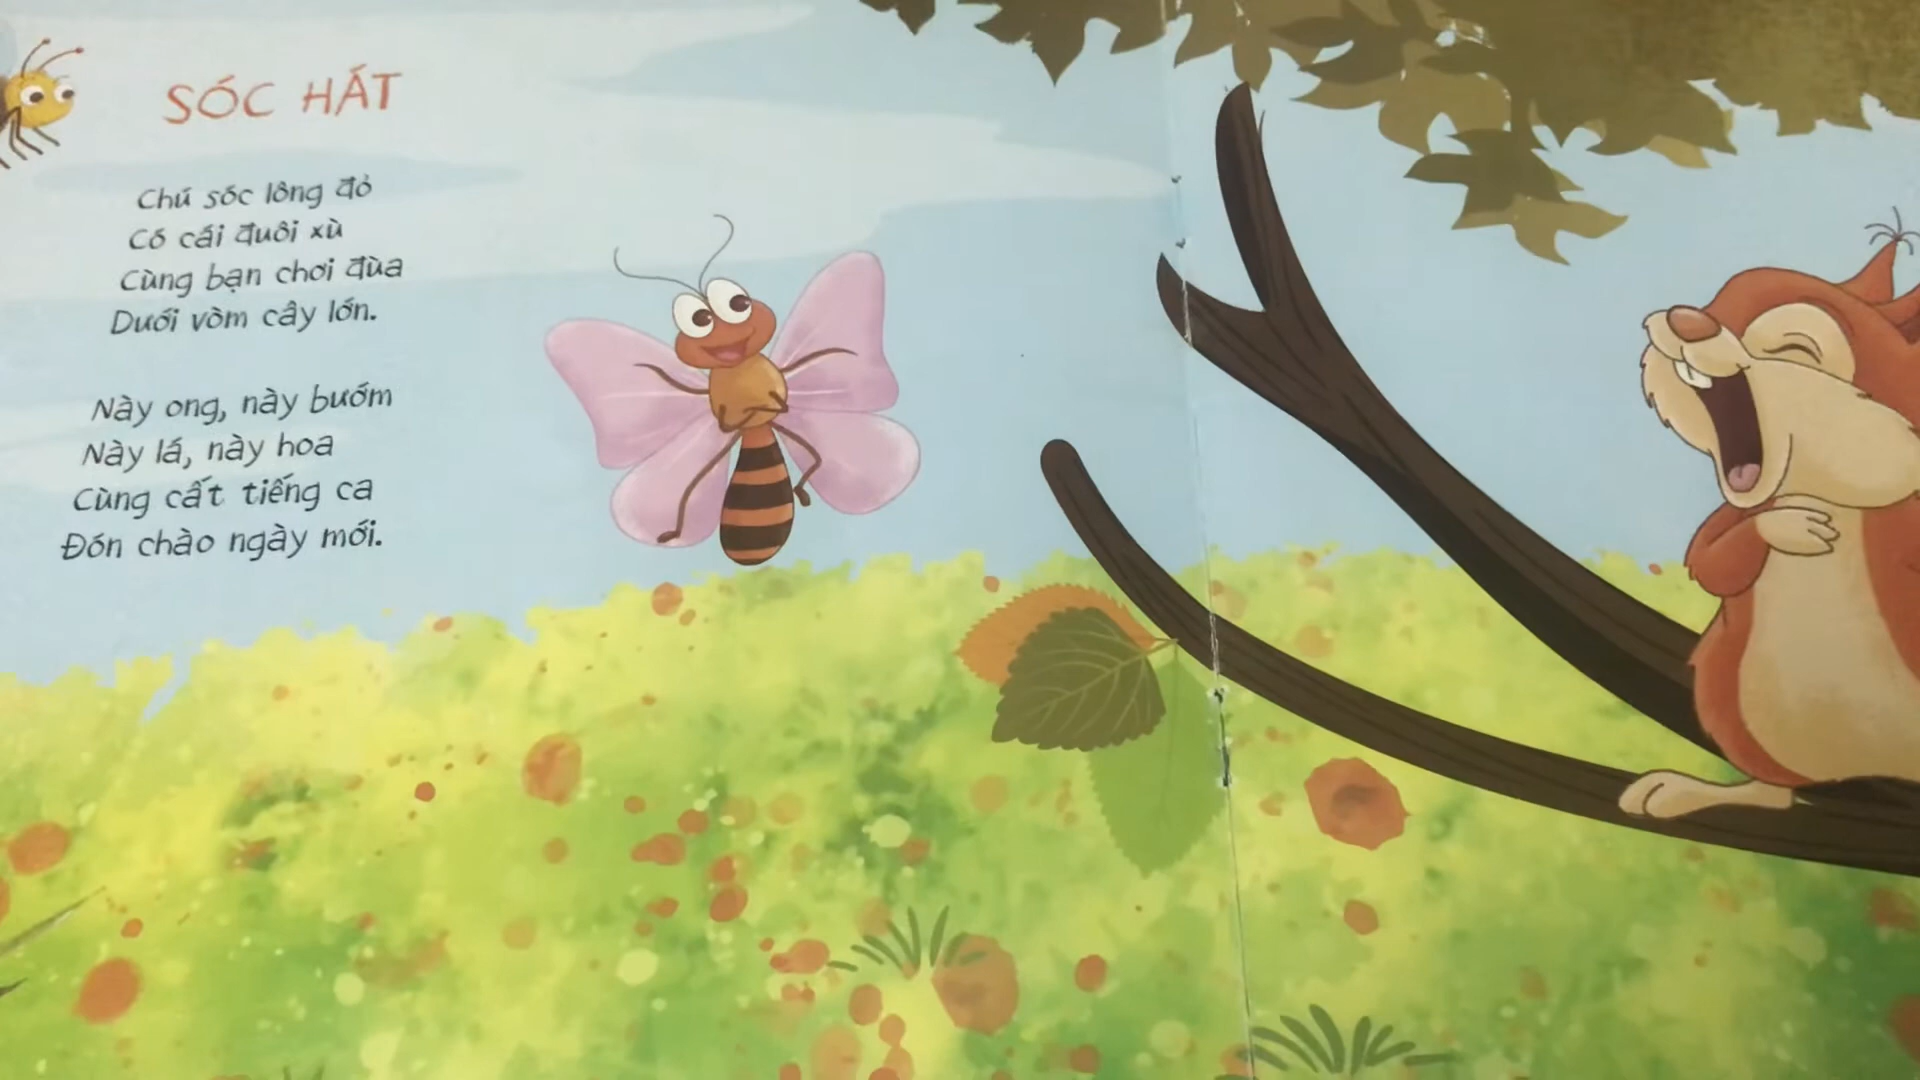 SÓC HÁT
Chú sóc lông đỏ
Có cái đuôi xù
Cùng bạn chơi đùa
Dưới vòm cây lớn.
Này ong, này bướm
Này lá, này hoa
Cùng cất tiếng ca
Đón chào ngày mới.